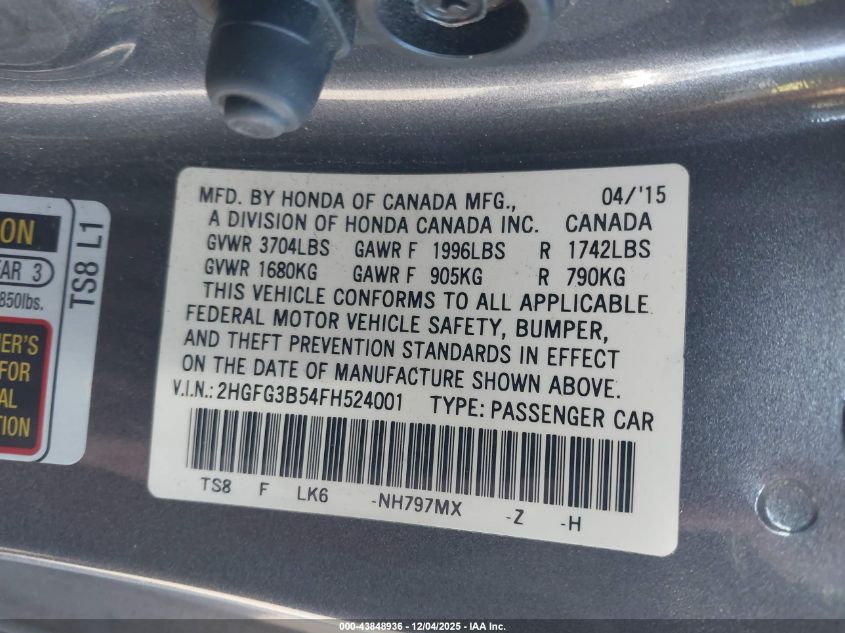 MFD. BY HONDA OF CANADA MFG., 04/'15
A DIVISION OF HONDA CANADA INC. CANADA
GVWR 3704LBS GAWR F 1996LBS R 1742LBS
GVWR 1680KG GAWR F 905KG R 790KG
THIS VEHICLE CONFORMS TO ALL APPLICABLE
FEDERAL MOTOR VEHICLE SAFETY, BUMPER,
AND THEFT PREVENTION STANDARDS IN EFFECT
ON THE DATE OF MANUFACTURE SHOWN ABOVE.
V.I.N.: 2HGFG3B54FH524001 TYPE: PASSENGER CAR
TS8 F LK6 -NH797MX -Z -H
ON
AR 3
850lbs.
ER'S
FOR
AL
TION
TS8 L1
000-43848936 - 12/04/2025 - IAA Inc.